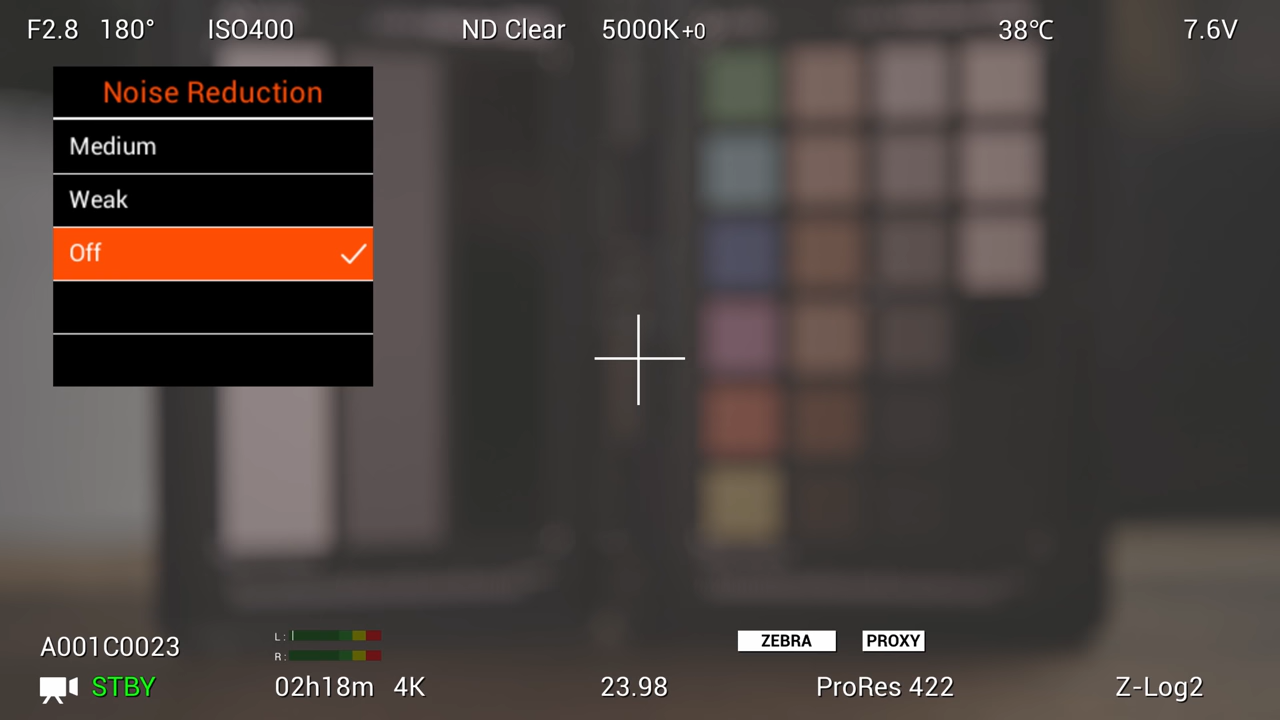 F2.8 180° ISO400 ND Clear 5000K+0 38℃ 7.6V
Noise Reduction
Medium
Weak
Off
A001C0023
L:
R:
ZEBRA PROXY
STBY 02h18m 4K 23.98 ProRes 422 Z-Log2